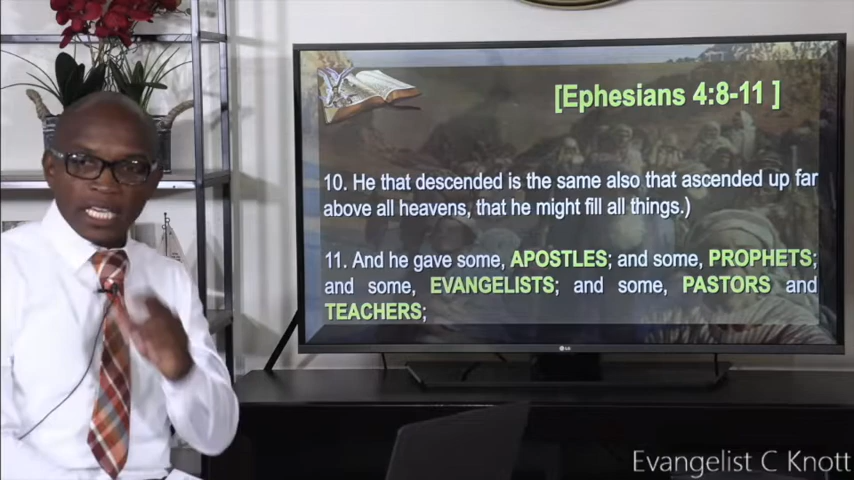 [Ephesians 4:8-11 ]
10. He that descended is the same also that ascended up far
above all heavens, that he might fill all things.)
11. And he gave some, APOSTLES; and some, PROPHETS;
and some, EVANGELISTS; and some, PASTORS and
TEACHERS;
LG
Evangelist C Knott